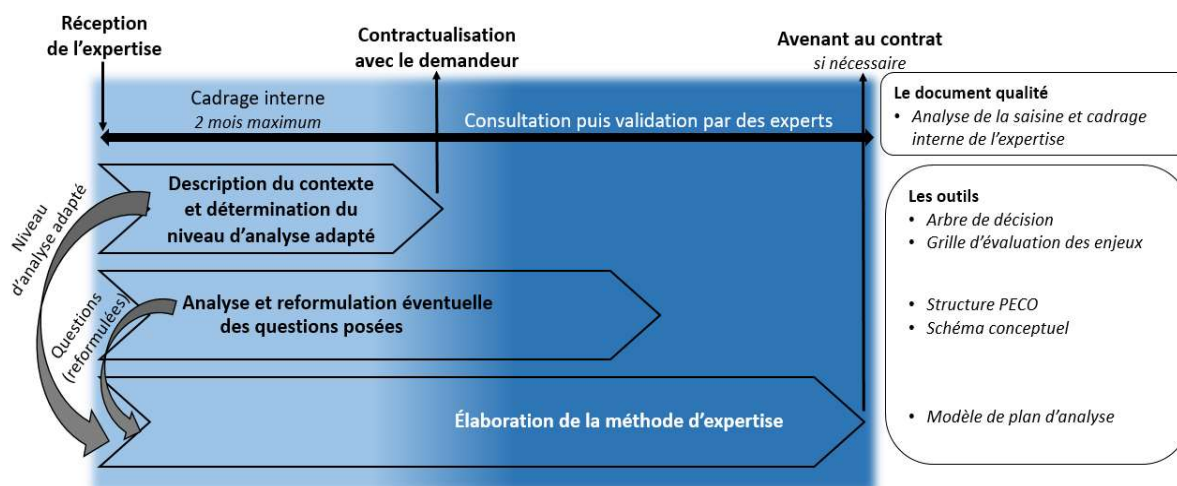 Réception
de l'expertise
Contractualisation
avec le demandeur
Avenant au contrat
si nécessaire
Cadrage interne
2 mois maximum
Consultation puis validation par des experts
Le document qualité
• Analyse de la saisine et cadrage
interne de l'expertise
Description du contexte
et détermination du
niveau d'analyse adapté
Niveau
d'analyse adapté
Les outils
• Arbre de décision
• Grille d'évaluation des enjeux
Analyse et reformulation éventuelle
des questions posées
Questions
(reformulées)
• Structure PECO
• Schéma conceptuel
Élaboration de la méthode d'expertise
• Modèle de plan d'analyse